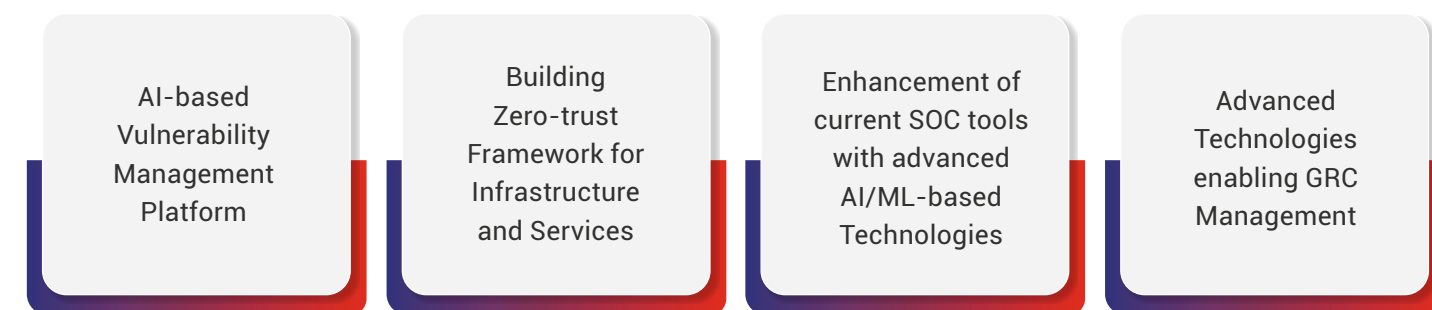 AI-based
Vulnerability
Management
Platform
Building
Zero-trust
Framework for
Infrastructure
and Services
Enhancement of
current SOC tools
with advanced
AI/ML-based
Technologies
Advanced
Technologies
enabling GRC
Management